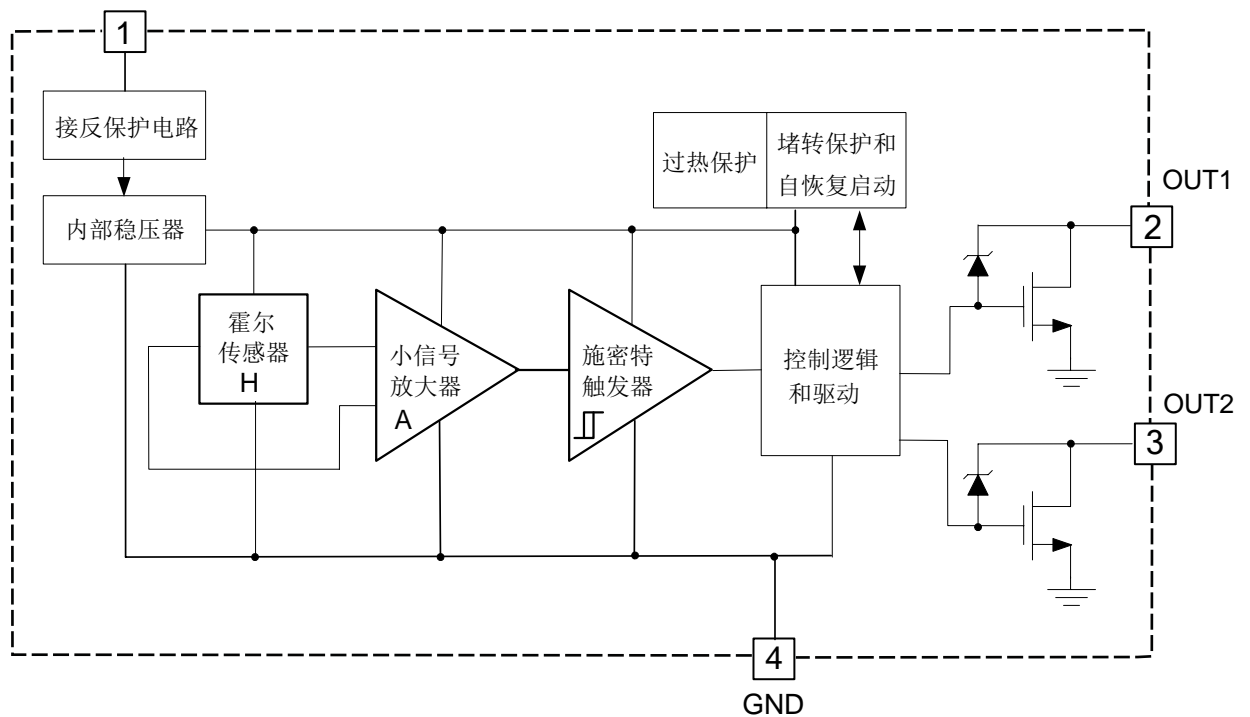 1
接反保护电路
内部稳压器
过热保护
堵转保护和
自恢复启动
OUT1
2
霍尔
传感器
H
小信号
放大器
A
施密特
触发器
控制逻辑
和驱动
OUT2
3
4
GND